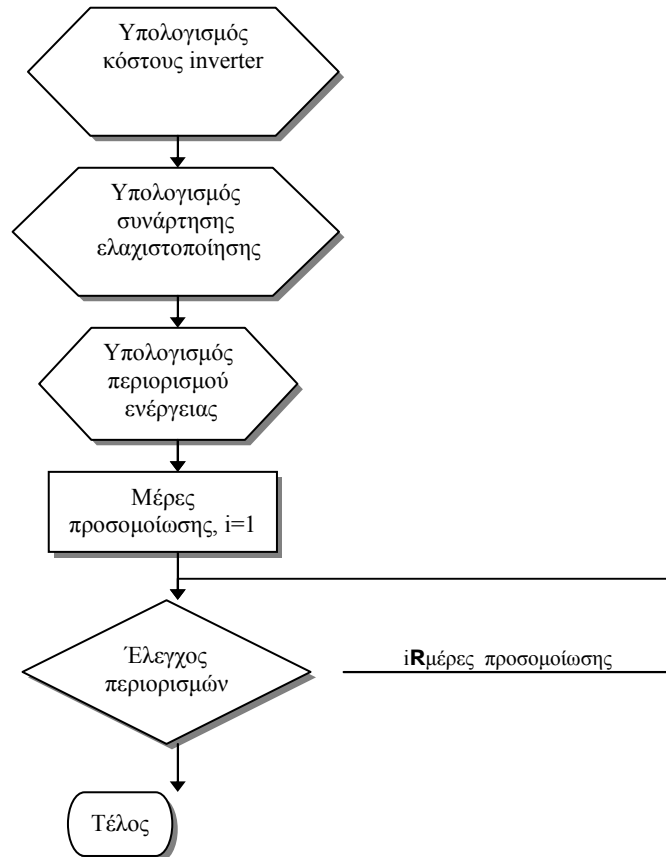 Υπολογισμός
κόστους inverter
Υπολογισμός
συνάρτησης
ελαχιστοποίησης
Υπολογισμός
περιορισμού
ενέργειας
Μέρες
προσομοίωσης, i=1
Έλεγχος
περιορισμών
iRμέρες προσομοίωσης
Τέλος